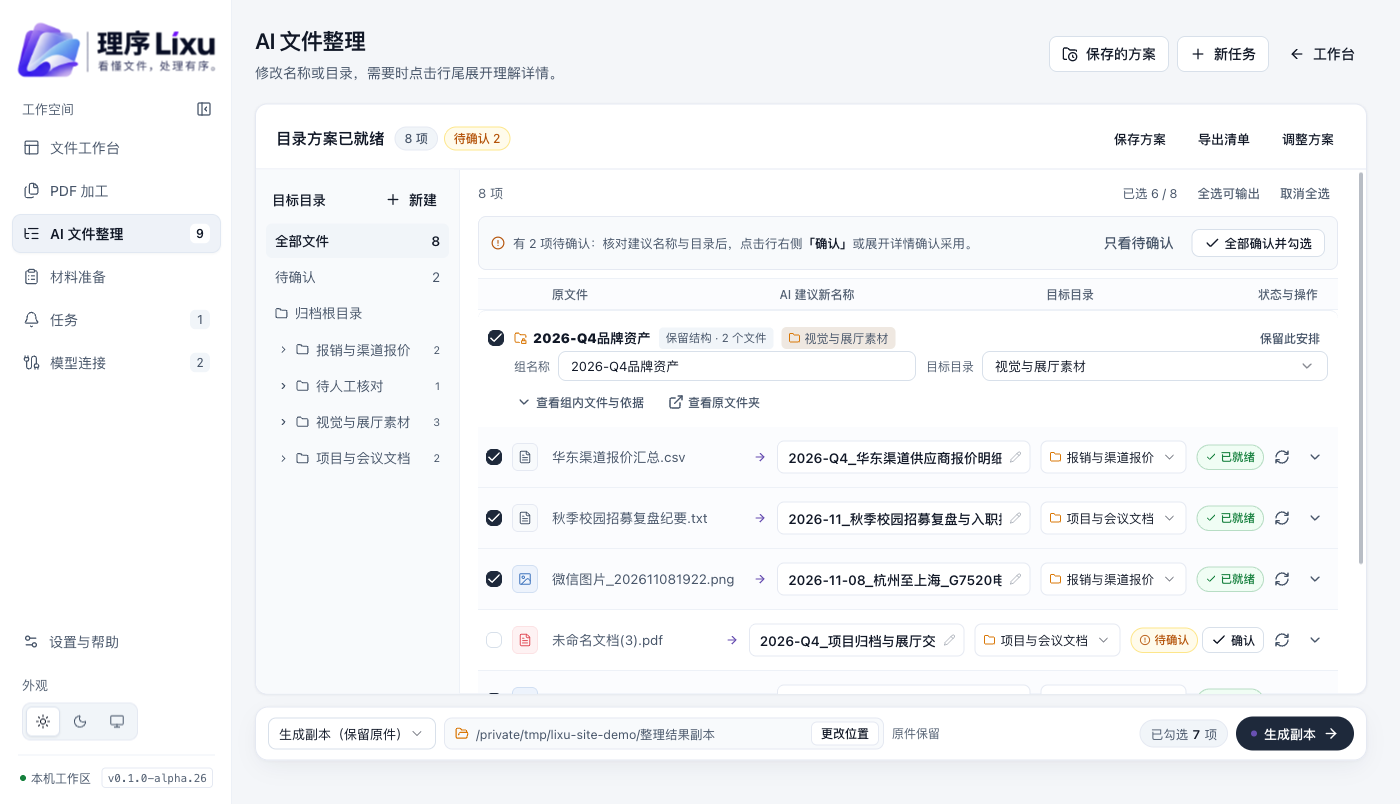 理序 Lixu
看懂文件，处理有序。
工作空间
文件工作台
PDF 加工
AI 文件整理 9
材料准备
任务 1
模型连接 2
设置与帮助
外观
本机工作区 v0.1.0-alpha.26
AI 文件整理
修改名称或目录，需要时点击行尾展开理解详情。
保存的方案 新任务 工作台
目录方案已就绪 8 项 待确认 2
保存方案 导出清单 调整方案
目标目录 新建
全部文件 8
待确认 2
归档根目录
报销与渠道报价 2
待人工核对 1
视觉与展厅素材 3
项目与会议文档 2
8 项 已选 6 / 8 全选可输出 取消全选
有 2 项待确认：核对建议名称与目录后，点击行右侧「确认」或展开详情确认采用。 只看待确认 全部确认并勾选
原文件 AI 建议新名称 目标目录 状态与操作
2026-Q4品牌资产 保留结构 · 2 个文件 视觉与展厅素材 保留此安排
组名称 2026-Q4品牌资产 目标目录 视觉与展厅素材
查看组内文件与依据 查看原文件夹
华东渠道报价汇总.csv 2026-Q4_华东渠道供应商报价明细 报销与渠道报价 已就绪
秋季校园招募复盘纪要.txt 2026-11_秋季校园招募复盘与入职 项目与会议文档 已就绪
微信图片_202611081922.png 2026-11-08_杭州至上海_G7520电 报销与渠道报价 已就绪
未命名文档(3).pdf 2026-Q4_项目归档与展厅交 项目与会议文档 待确认 确认
生成副本（保留原件） /private/tmp/lixu-site-demo/整理结果副本 更改位置 原件保留 已勾选 7 项 生成副本